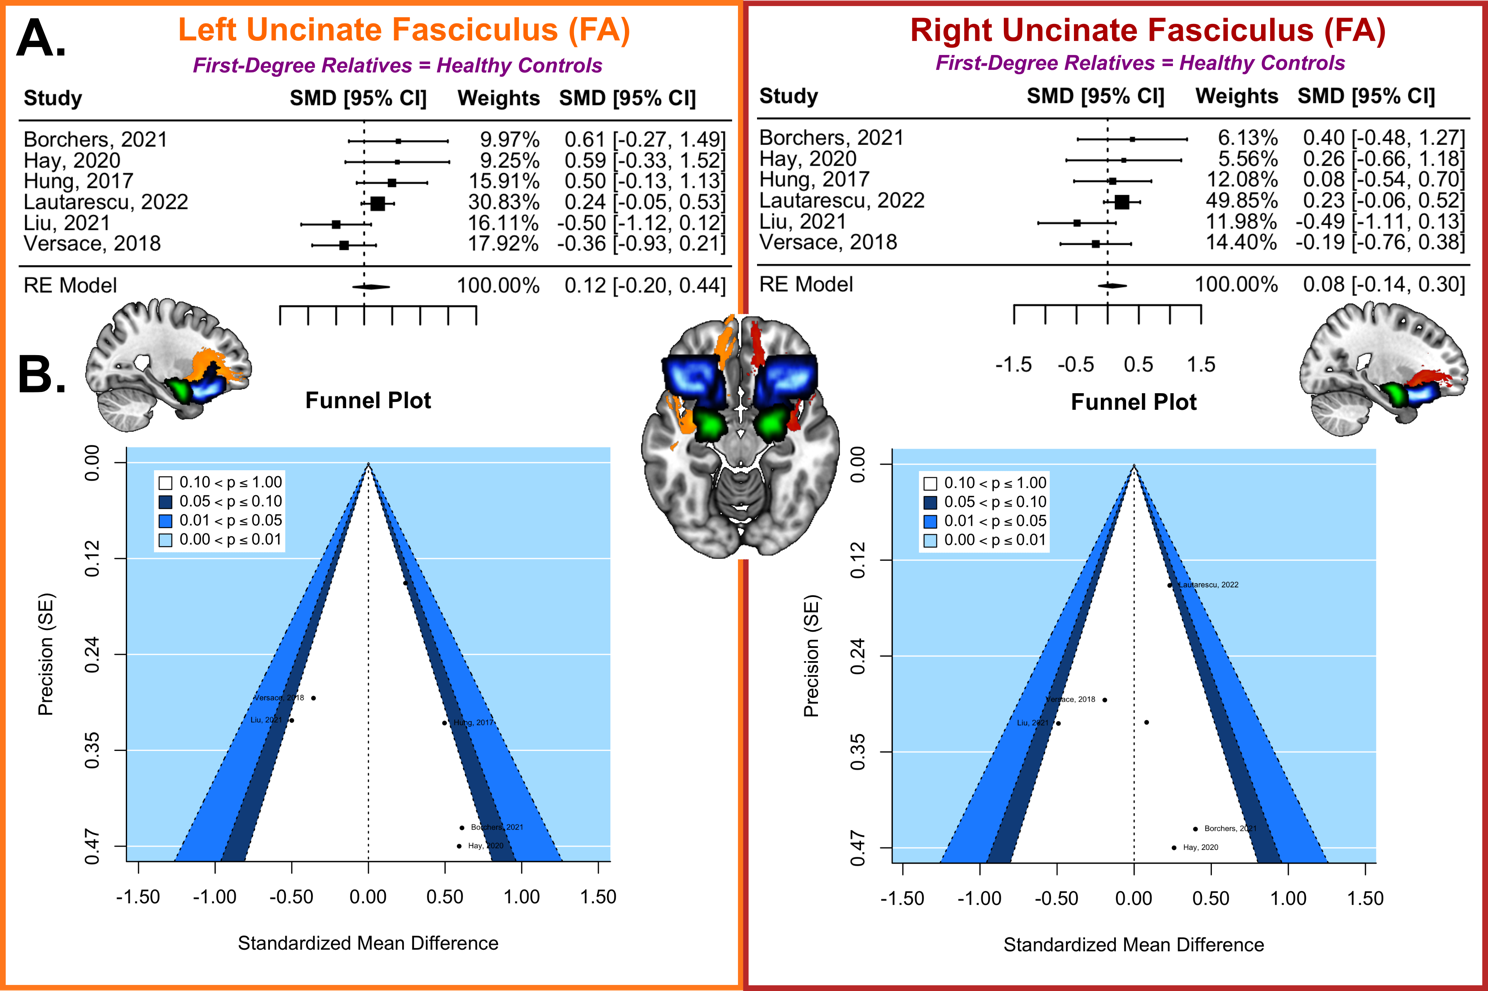 A.
Left Uncinate Fasciculus (FA)
First-Degree Relatives = Healthy Controls
Study SMD [95% CI] Weights SMD [95% CI]
Borchers, 2021 9.97% 0.61 [-0.27, 1.49]
Hay, 2020 9.25% 0.59 [-0.33, 1.52]
Hung, 2017 15.91% 0.50 [-0.13, 1.13]
Lautarescu, 2022 30.83% 0.24 [-0.05, 0.53]
Liu, 2021 16.11% -0.50 [-1.12, 0.12]
Versace, 2018 17.92% -0.36 [-0.93, 0.21]
RE Model 100.00% 0.12 [-0.20, 0.44]
Right Uncinate Fasciculus (FA)
First-Degree Relatives = Healthy Controls
Study SMD [95% CI] Weights SMD [95% CI]
Borchers, 2021 6.13% 0.40 [-0.48, 1.27]
Hay, 2020 5.56% 0.26 [-0.66, 1.18]
Hung, 2017 12.08% 0.08 [-0.54, 0.70]
Lautarescu, 2022 49.85% 0.23 [-0.06, 0.52]
Liu, 2021 11.98% -0.49 [-1.11, 0.13]
Versace, 2018 14.40% -0.19 [-0.76, 0.38]
RE Model 100.00% 0.08 [-0.14, 0.30]
-1.5 -0.5 0.5 1.5
B.
Funnel Plot
0.10 < p ≤ 1.00
0.05 < p ≤ 0.10
0.01 < p ≤ 0.05
0.00 < p ≤ 0.01
Precision (SE)
0.00
0.12
0.24
0.35
0.47
Versace, 2018
Liu, 2021
Hung, 2017
Borchers, 2021
Hay, 2020
-1.50 -1.00 -0.50 0.00 0.50 1.00 1.50
Standardized Mean Difference
Funnel Plot
0.10 < p ≤ 1.00
0.05 < p ≤ 0.10
0.01 < p ≤ 0.05
0.00 < p ≤ 0.01
Precision (SE)
0.00
0.12
0.24
0.35
0.47
Lautarescu, 2022
Versace, 2018
Liu, 2021
Borchers, 2021
Hay, 2020
-1.50 -1.00 -0.50 0.00 0.50 1.00 1.50
Standardized Mean Difference